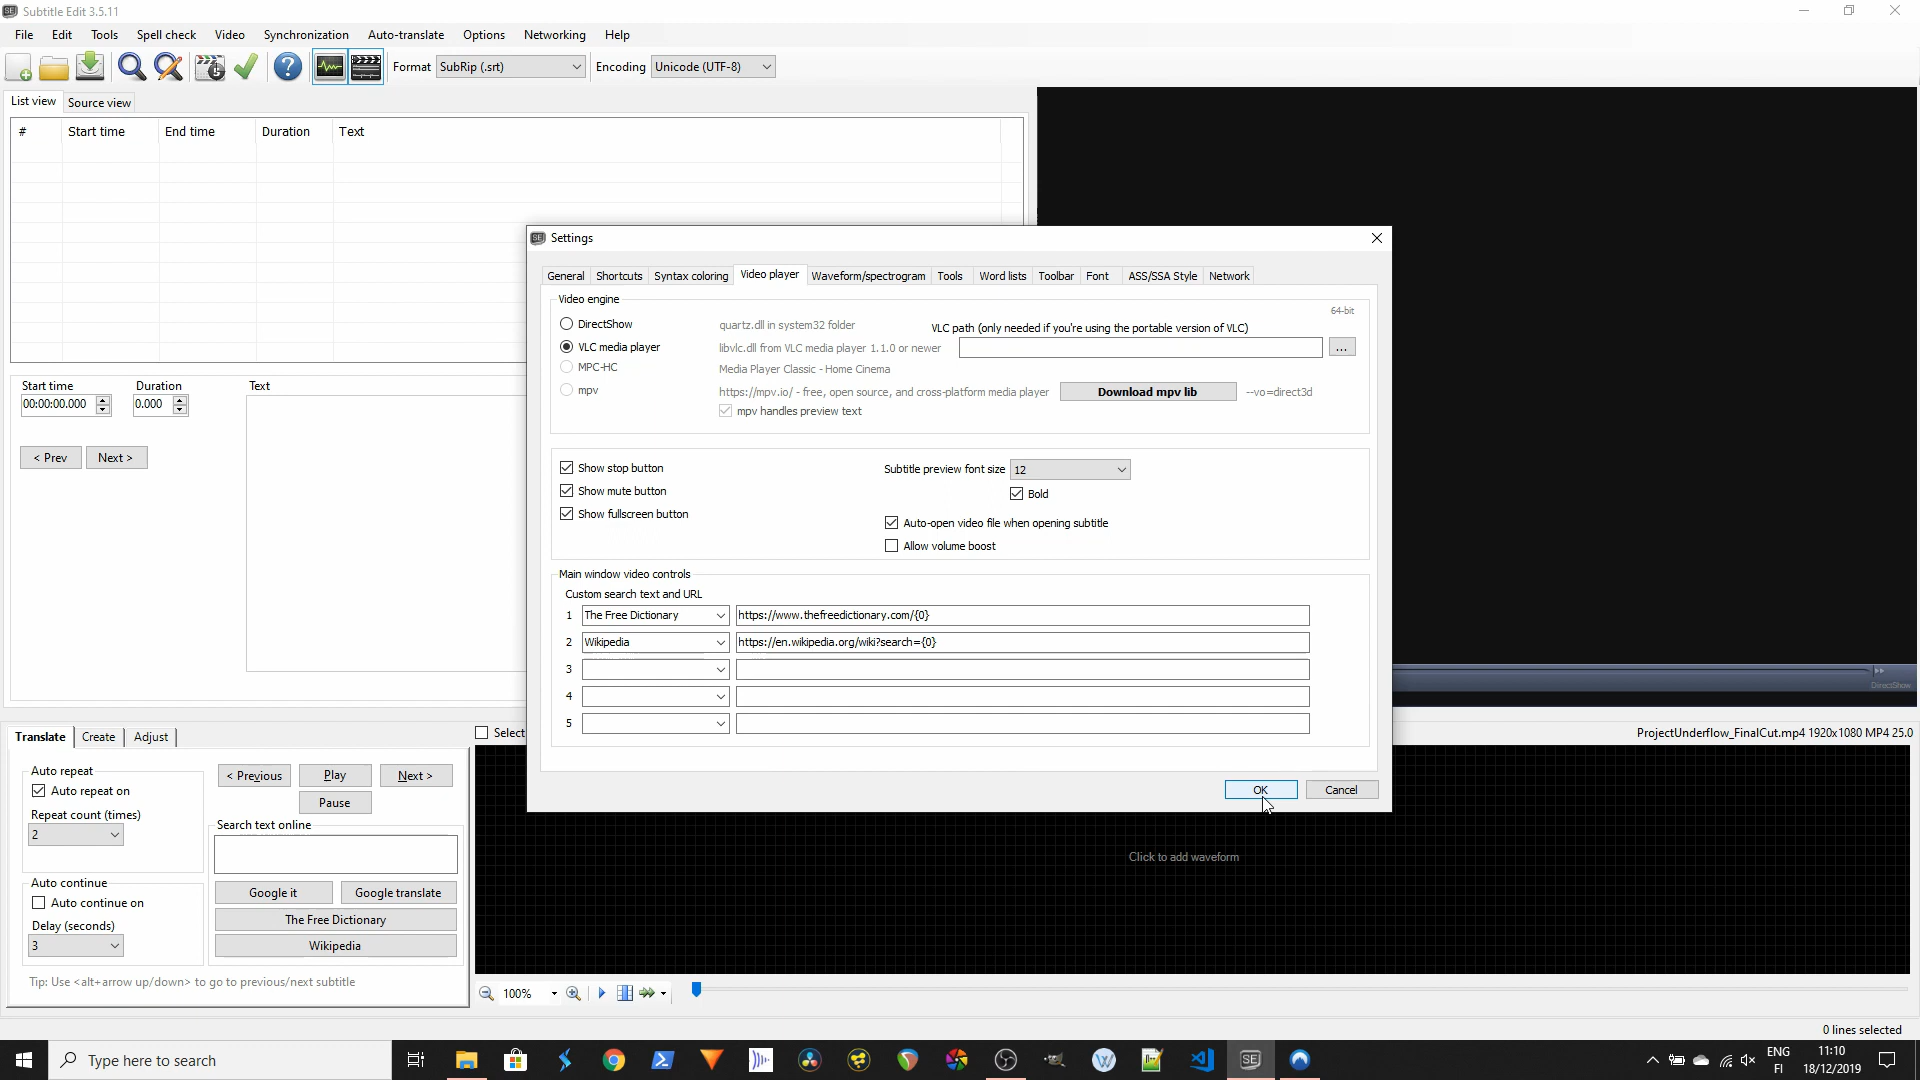 Subtitle Edit 3.5.11
File Edit Tools Spell check Video Synchronization Auto-translate Options Networking Help
Format SubRip (.srt) Encoding Unicode (UTF-8)
List view Source view
# Start time End time Duration Text
Settings
General Shortcuts Syntax coloring Video player Waveform/spectrogram Tools Word lists Toolbar Font ASS/SSA Style Network
Video engine
64-bit
DirectShow quartz.dll in system32 folder VLC path (only needed if you're using the portable version of VLC)
VLC media player libvlc.dll from VLC media player 1.1.0 or newer ...
MPC-HC Media Player Classic - Home Cinema
mpv https://mpv.io/ - free, open source, and cross-platform media player Download mpv lib --vo=direct3d
mpv handles preview text
Show stop button Subtitle preview font size 12
Show mute button Bold
Show fullscreen button
Auto-open video file when opening subtitle
Allow volume boost
Main window video controls
Custom search text and URL
1 The Free Dictionary https://www.thefreedictionary.com/{0}
2 Wikipedia https://en.wikipedia.org/wiki?search={0}
3
4
5
OK Cancel
Start time Duration Text
00:00:00.000 0.000
< Prev Next >
DirectShow
Translate Create Adjust
Select
ProjectUnderflow_FinalCut.mp4 1920x1080 MP4 25.0
Auto repeat
Auto repeat on
Repeat count (times)
2
Auto continue
Auto continue on
Delay (seconds)
3
< Previous Play Next >
Pause
Search text online
Google it Google translate
The Free Dictionary
Wikipedia
Tip: Use <alt+arrow up/down> to go to previous/next subtitle
Click to add waveform
100%
0 lines selected
Type here to search
SE
ENG
FI
11:10
18/12/2019